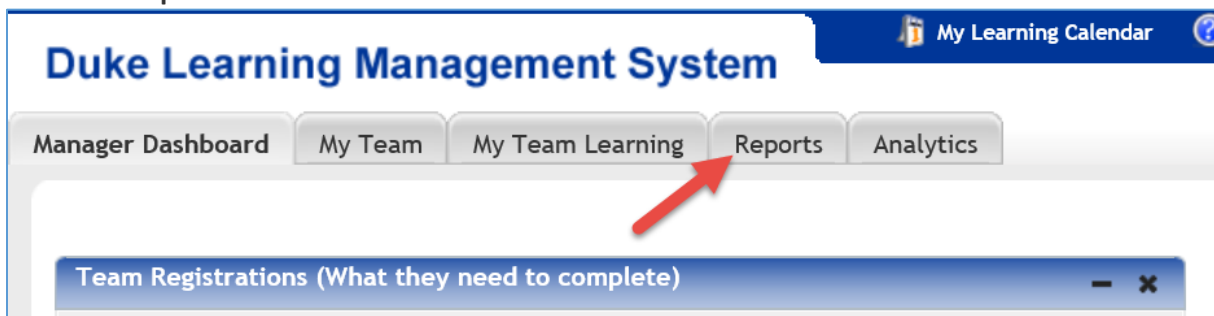 My Learning Calendar
Duke Learning Management System
Manager Dashboard My Team My Team Learning Reports Analytics
Team Registrations (What they need to complete)